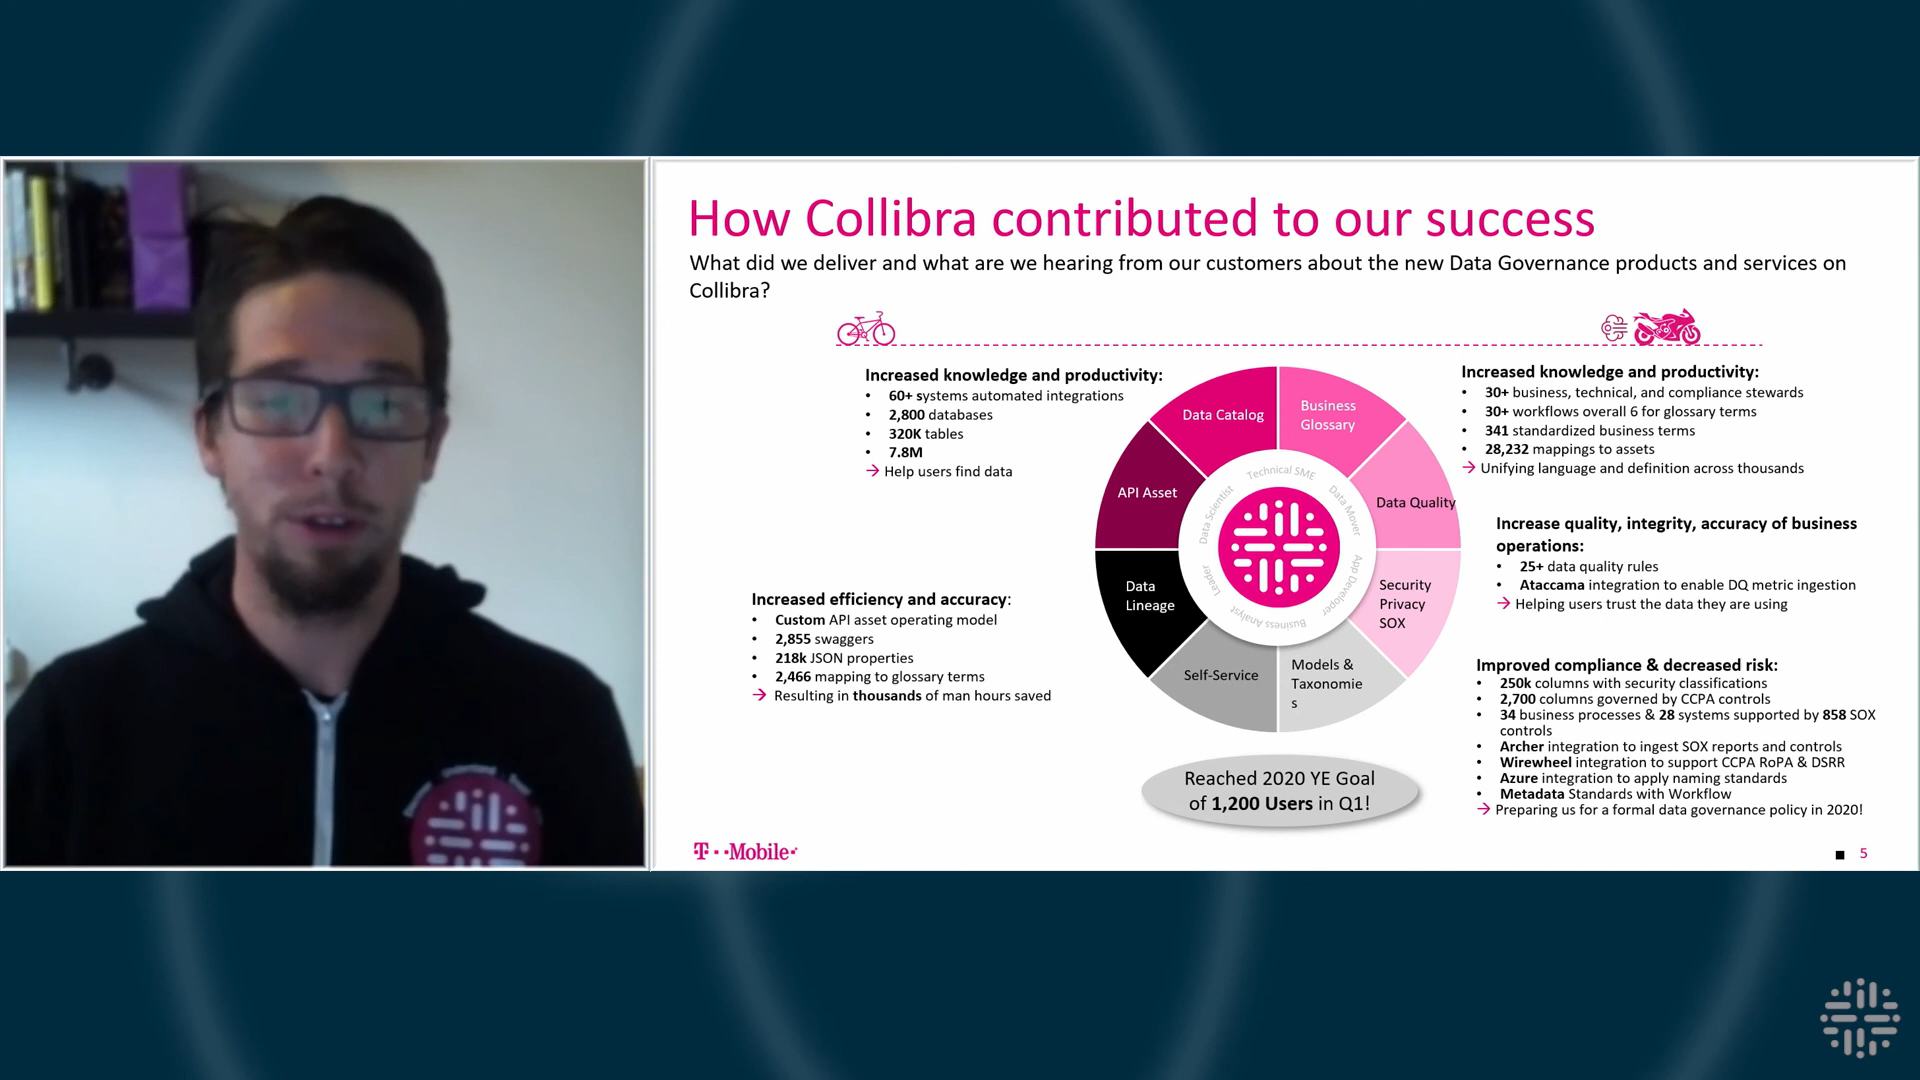 How Collibra contributed to our success
What did we deliver and what are we hearing from our customers about the new Data Governance products and services on
Collibra?
Increased knowledge and productivity:
• 60+ systems automated integrations
• 2,800 databases
• 320K tables
• 7.8M
→ Help users find data
Increased efficiency and accuracy:
• Custom API asset operating model
• 2,855 swaggers
• 218k JSON properties
• 2,466 mapping to glossary terms
→ Resulting in thousands of man hours saved
Data Catalog
Business
Glossary
Data Quality
Security
Privacy
SOX
Models &
Taxonomie
s
Self-Service
Data
Lineage
API Asset
Technical SME
Data Mover
App Developer
Business Analyst
Leader
Data Scientist
Reached 2020 YE Goal
of 1,200 Users in Q1!
Increased knowledge and productivity:
• 30+ business, technical, and compliance stewards
• 30+ workflows overall 6 for glossary terms
• 341 standardized business terms
• 28,232 mappings to assets
→ Unifying language and definition across thousands
Increase quality, integrity, accuracy of business
operations:
• 25+ data quality rules
• Ataccama integration to enable DQ metric ingestion
→ Helping users trust the data they are using
Improved compliance & decreased risk:
• 250k columns with security classifications
• 2,700 columns governed by CCPA controls
• 34 business processes & 28 systems supported by 858 SOX
controls
• Archer integration to ingest SOX reports and controls
• Wirewheel integration to support CCPA RoPA & DSRR
• Azure integration to apply naming standards
• Metadata Standards with Workflow
→ Preparing us for a formal data governance policy in 2020!
T··Mobile·
5